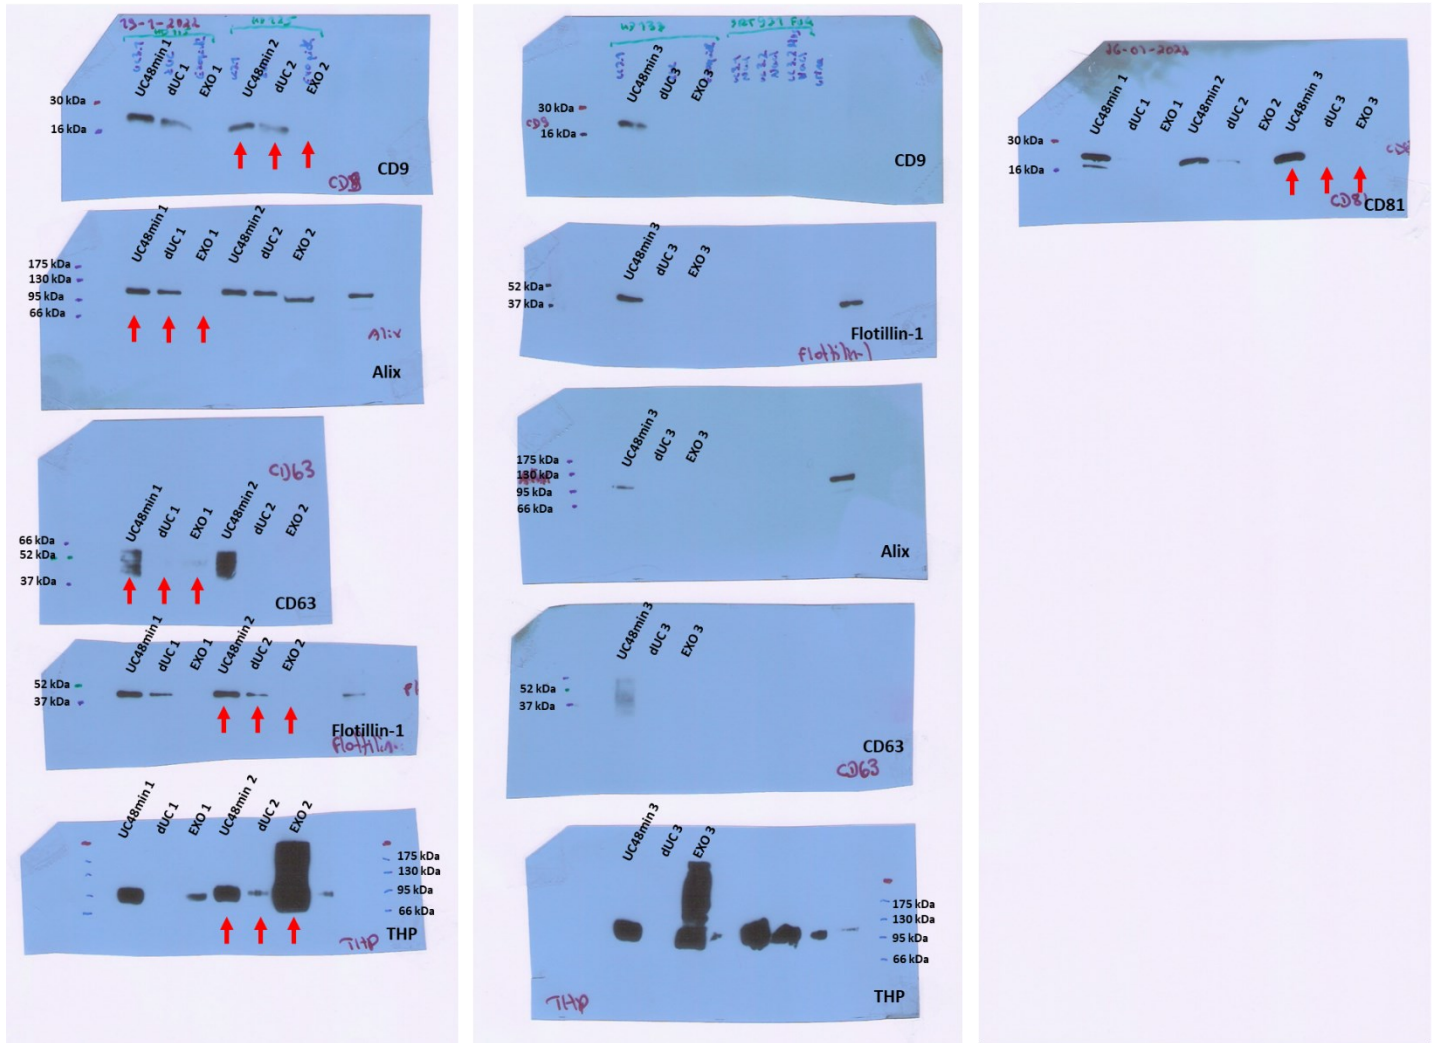 29-1-2022
UC48min 1
dUC 1
EXO 1
UC48min 2
dUC 2
EXO 2
30 kDa
16 kDa
CD9
UC48min 1
dUC 1
EXO 1
UC48min 2
dUC 2
EXO 2
175 kDa
130 kDa
95 kDa
66 kDa
Alix
Alix
CD63
UC48min 1
dUC 1
EXO 1
UC48min 2
dUC 2
EXO 2
66 kDa
52 kDa
37 kDa
CD63
UC48min 1
dUC 1
EXO 1
UC48min 2
dUC 2
EXO 2
52 kDa
37 kDa
Fl
Flotillin-1
UC48min 1
dUC 1
EXO 1
UC48min 2
dUC 2
EXO 2
175 kDa
130 kDa
95 kDa
66 kDa
THP
THP
UC48min 3
dUC 3
EXO 3
30 kDa
CD9
16 kDa
CD9
UC48min 3
dUC 3
EXO 3
52 kDa
37 kDa
Flotillin-1
Flottilin-1
UC48min 3
dUC 3
EXO 3
175 kDa
130 kDa
95 kDa
66 kDa
Alix
UC48min 3
dUC 3
EXO 3
52 kDa
37 kDa
CD63
CD63
UC48min 3
dUC 3
EXO 3
175 kDa
130 kDa
95 kDa
66 kDa
THP
THP
UC48min 1
dUC 1
EXO 1
UC48min 2
dUC 2
EXO 2
UC48min 3
dUC 3
EXO 3
30 kDa
16 kDa
CD81
CD81